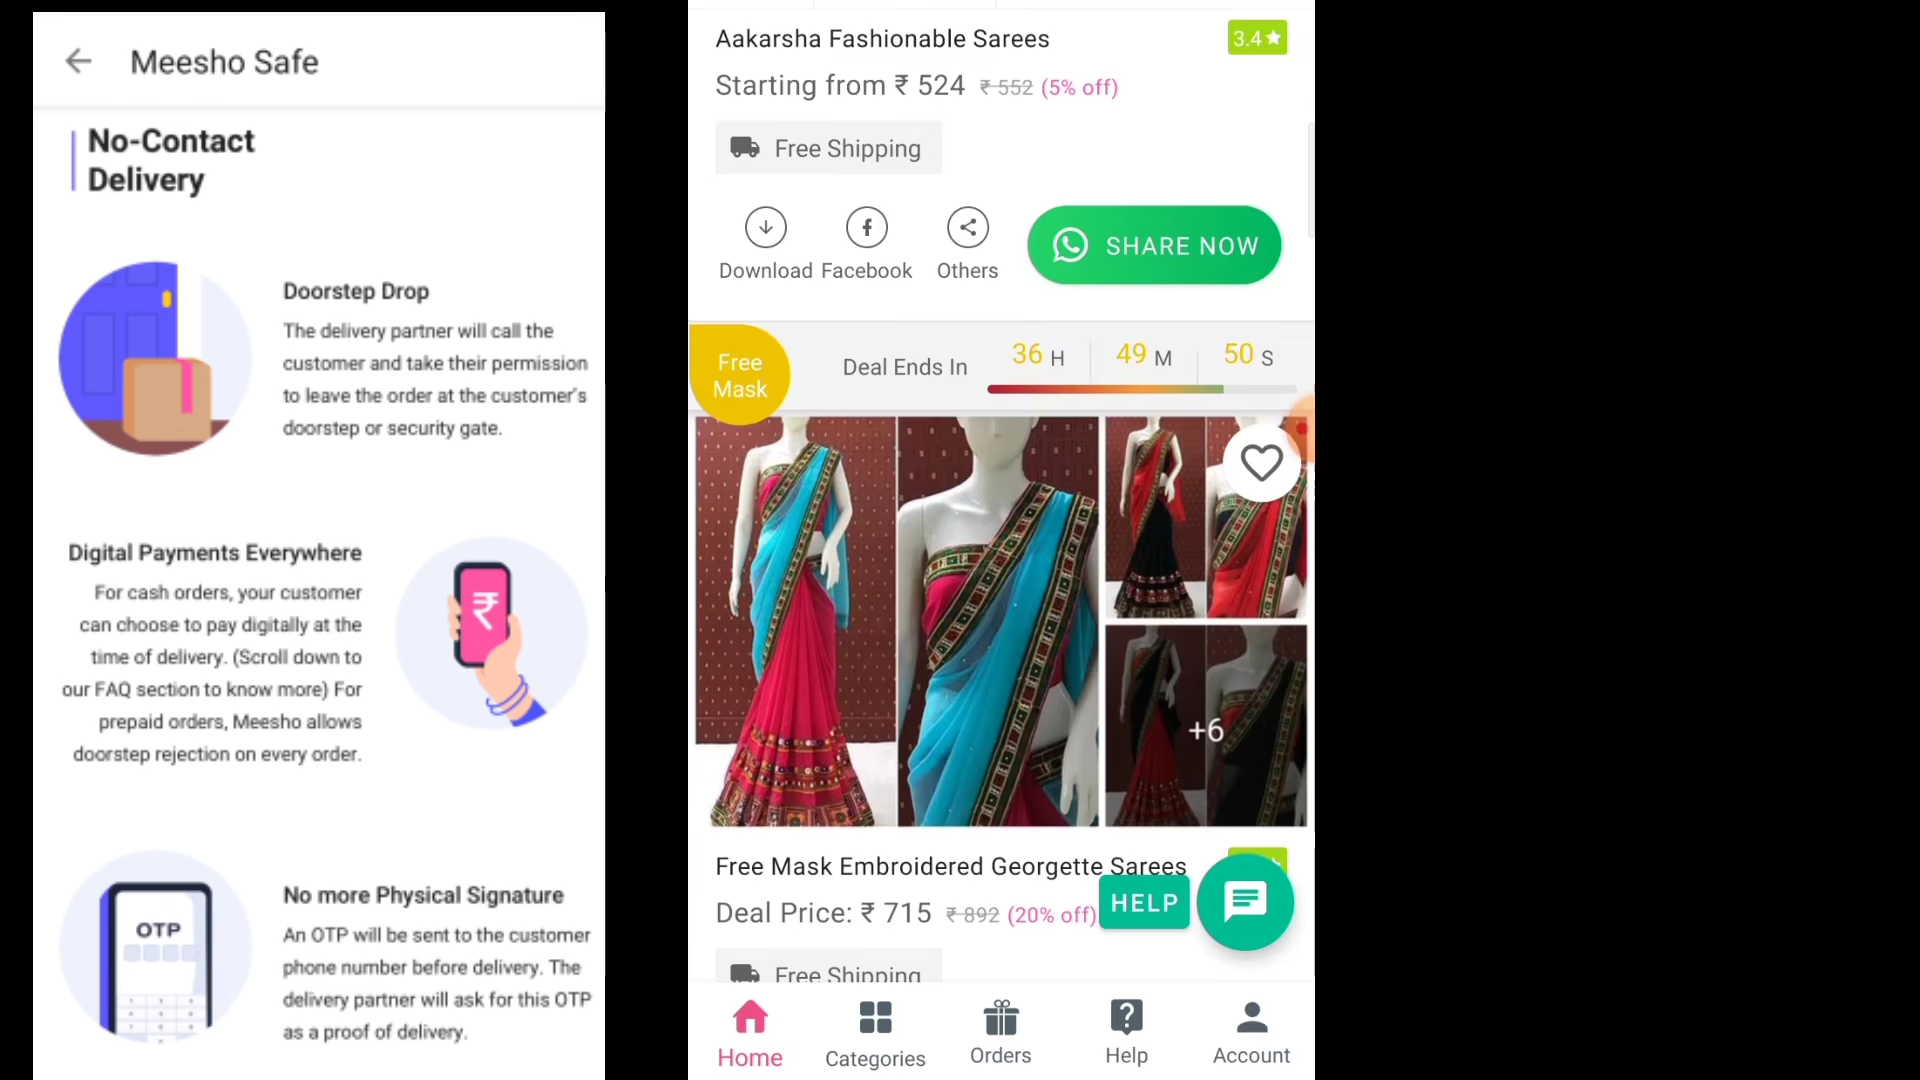 Meesho Safe
No-Contact
Delivery
Doorstep Drop
The delivery partner will call the
customer and take their permission
to leave the order at the customer's
doorstep or security gate.
Digital Payments Everywhere
For cash orders, your customer
can choose to pay digitally at the
time of delivery. (Scroll down to
our FAQ section to know more) For
prepaid orders, Meesho allows
doorstep rejection on every order.
₹
OTP
No more Physical Signature
An OTP will be sent to the customer
phone number before delivery. The
delivery partner will ask for this OTP
as a proof of delivery.
Aakarsha Fashionable Sarees
3.4★
Starting from ₹ 524 ₹ 552 (5% off)
Free Shipping
Download Facebook Others
SHARE NOW
Free
Mask
Deal Ends In 36 H 49 M 50 S
+6
Free Mask Embroidered Georgette Sarees
Deal Price: ₹ 715 ₹ 892 (20% off)
HELP
Free Shipping
Home Categories Orders Help Account